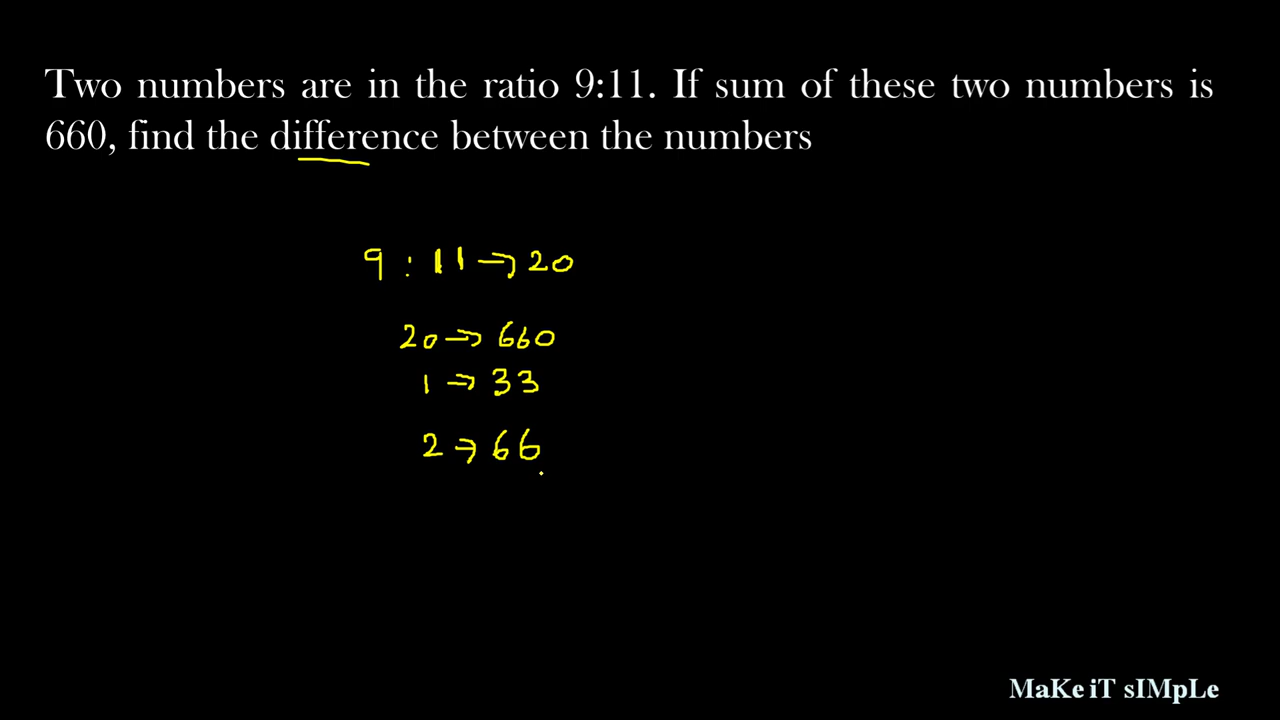 Two numbers are in the ratio 9:11. If sum of these two numbers is
660, find the difference between the numbers
9 : 11 → 20
20 → 660
1 → 33
2 → 66
MaKe iT sIMpLe